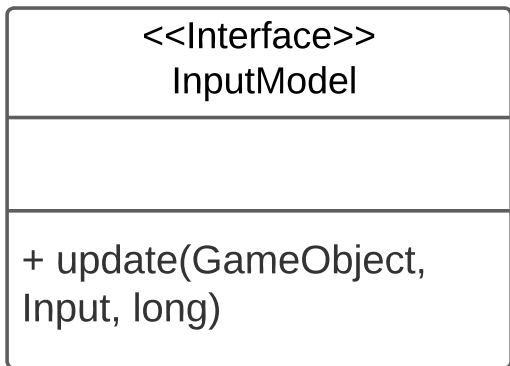 <<Interface>>
InputModel
+ update(GameObject,
Input, long)